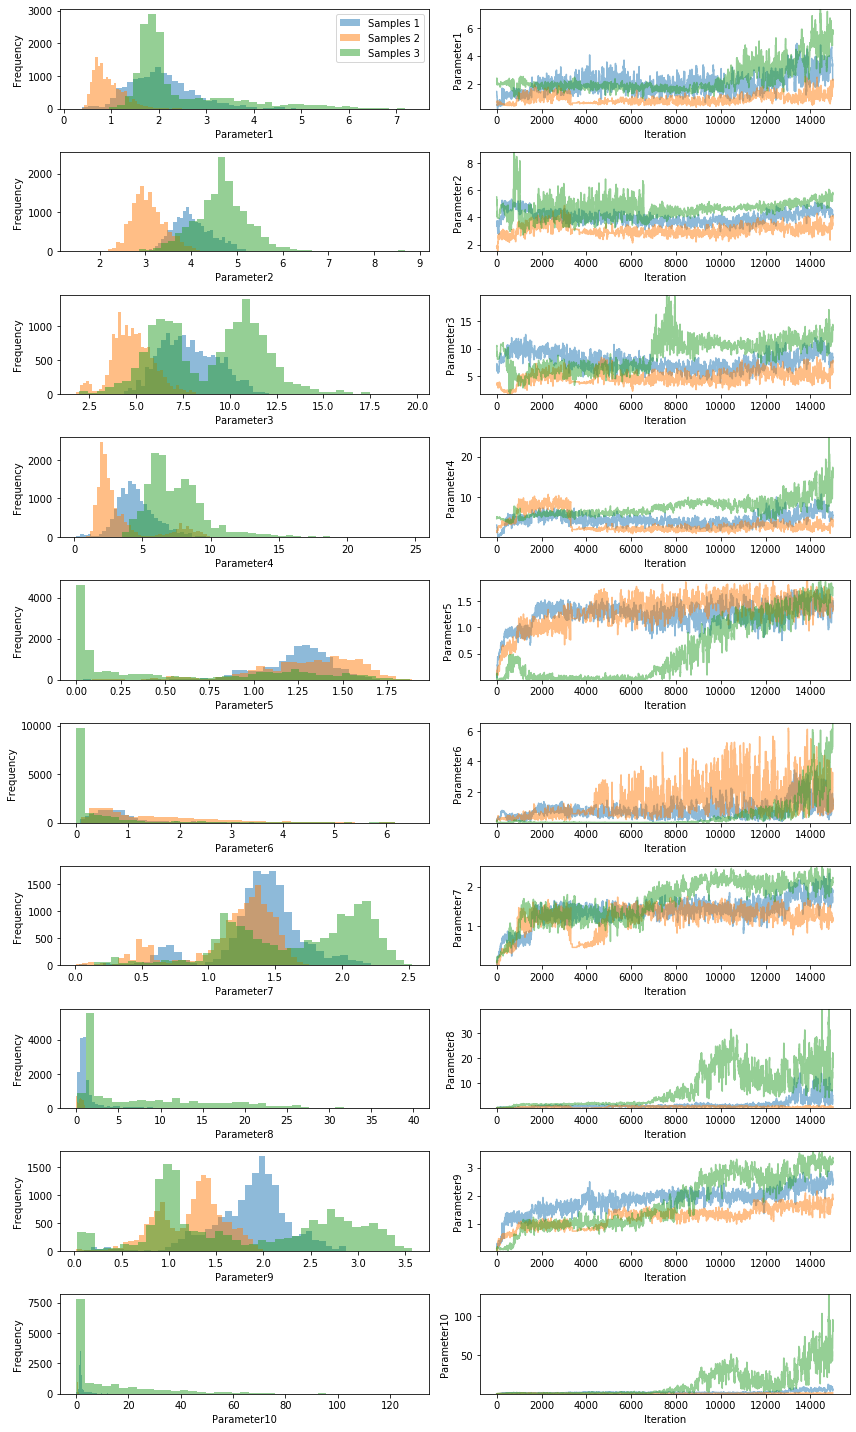 3000
2000
1000
0
Frequency
Samples 1
Samples 2
Samples 3
0 1 2 3 4 5 6 7
Parameter1
6
4
2
Parameter1
0 2000 4000 6000 8000 10000 12000 14000
Iteration
2000
1000
0
Frequency
2 3 4 5 6 7 8 9
Parameter2
8
6
4
2
Parameter2
0 2000 4000 6000 8000 10000 12000 14000
Iteration
1000
500
0
Frequency
2.5 5.0 7.5 10.0 12.5 15.0 17.5 20.0
Parameter3
15
10
5
Parameter3
0 2000 4000 6000 8000 10000 12000 14000
Iteration
2000
1000
0
Frequency
0 5 10 15 20 25
Parameter4
20
10
Parameter4
0 2000 4000 6000 8000 10000 12000 14000
Iteration
4000
2000
0
Frequency
0.00 0.25 0.50 0.75 1.00 1.25 1.50 1.75
Parameter5
1.5
1.0
0.5
Parameter5
0 2000 4000 6000 8000 10000 12000 14000
Iteration
10000
5000
0
Frequency
0 1 2 3 4 5 6
Parameter6
6
4
2
Parameter6
0 2000 4000 6000 8000 10000 12000 14000
Iteration
1500
1000
500
0
Frequency
0.0 0.5 1.0 1.5 2.0 2.5
Parameter7
2
1
Parameter7
0 2000 4000 6000 8000 10000 12000 14000
Iteration
4000
2000
0
Frequency
0 5 10 15 20 25 30 35 40
Parameter8
30
20
10
Parameter8
0 2000 4000 6000 8000 10000 12000 14000
Iteration
1500
1000
500
0
Frequency
0.0 0.5 1.0 1.5 2.0 2.5 3.0 3.5
Parameter9
3
2
1
Parameter9
0 2000 4000 6000 8000 10000 12000 14000
Iteration
7500
5000
2500
0
Frequency
0 20 40 60 80 100 120
Parameter10
100
50
Parameter10
0 2000 4000 6000 8000 10000 12000 14000
Iteration